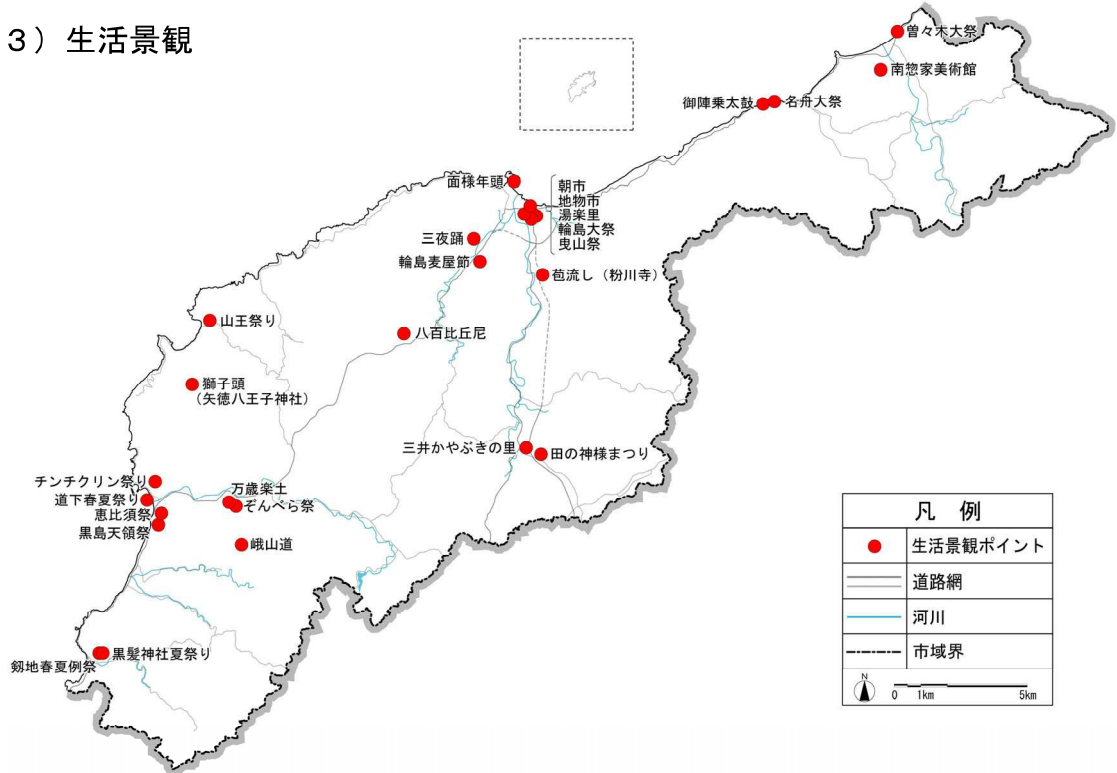 3）生活景観
曽々木大祭
南惣家美術館
御陣乗太鼓
名舟大祭
面様年頭
朝市
地物市
湯楽里
輪島大祭
曳山祭
三夜踊
輪島麦屋節
苞流し（粉川寺）
山王祭り
八百比丘尼
獅子頭
（矢徳八王子神社）
三井かやぶきの里
田の神様まつり
チンチクリン祭り
道下春夏祭り
恵比須祭
黒島天領祭
万歳楽土
ぞんべら祭
峨山道
剱地春夏例祭
黒髪神社夏祭り
凡 例
生活景観ポイント
道路網
河川
市域界
N
0 1km 5km